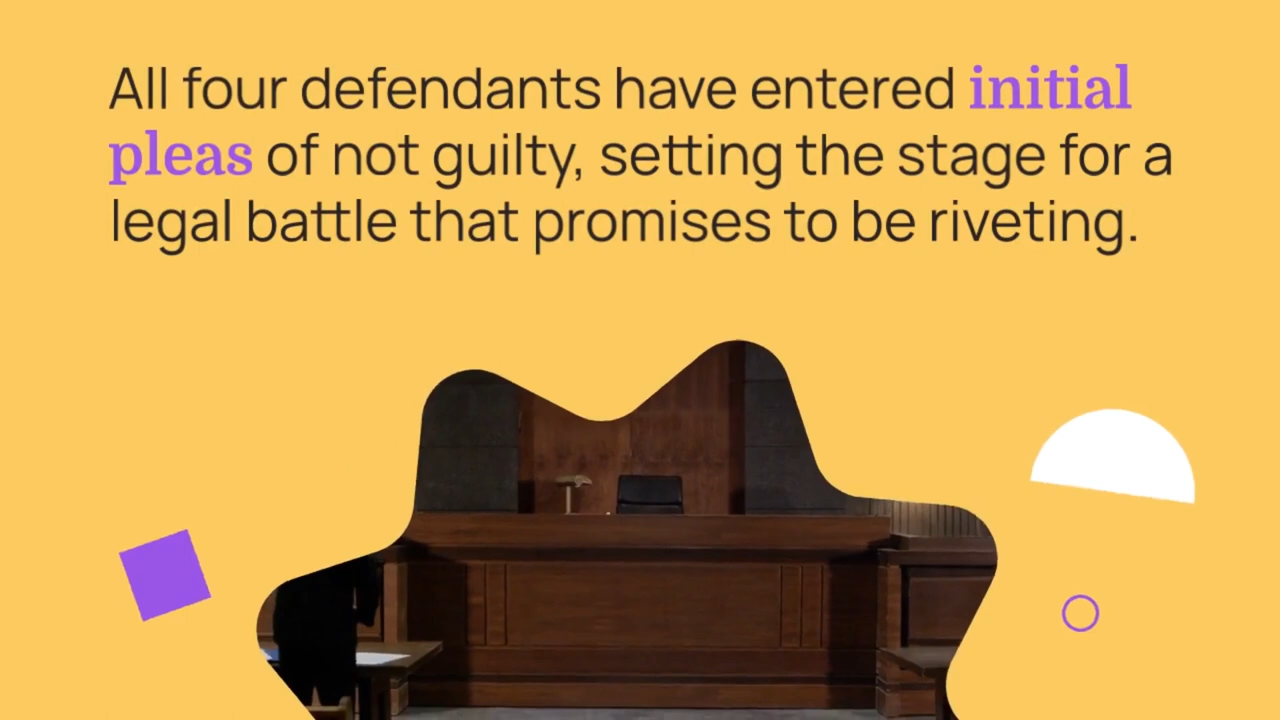 All four defendants have entered initial
pleas of not guilty, setting the stage for a
legal battle that promises to be riveting.